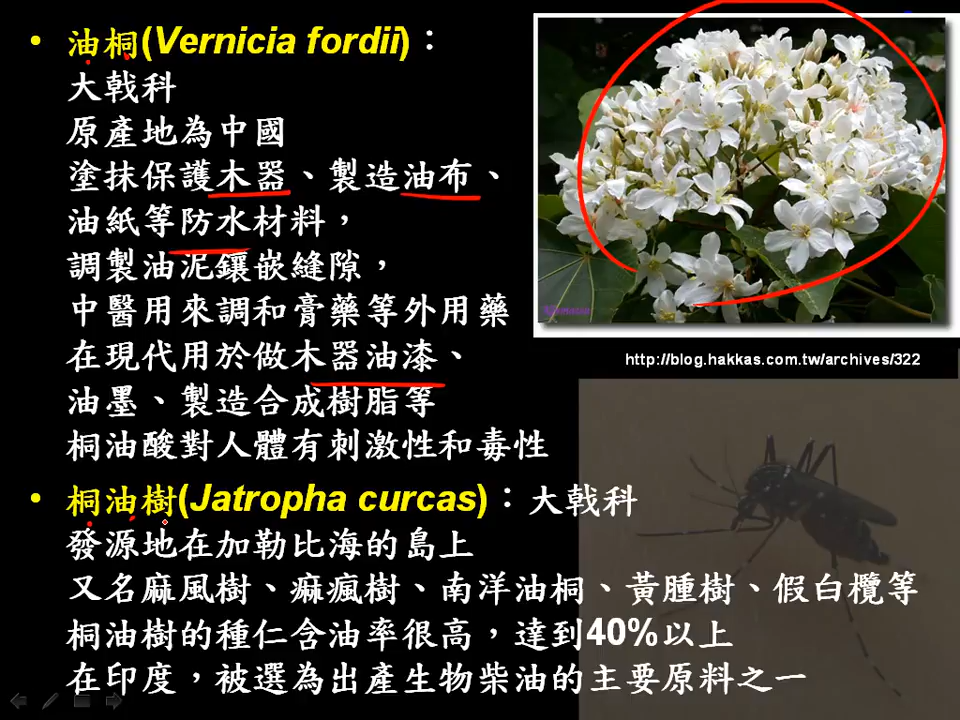 • 油桐(Vernicia fordii)：
大戟科
原產地為中國
塗抹保護木器、製造油布、
油紙等防水材料，
調製油泥鑲嵌縫隙，
中醫用來調和膏藥等外用藥
在現代用於做木器油漆、
油墨、製造合成樹脂等
桐油酸對人體有刺激性和毒性
http://blog.hakkas.com.tw/archives/322
• 桐油樹(Jatropha curcas)：大戟科
發源地在加勒比海的島上
又名麻風樹、痲瘋樹、南洋油桐、黃腫樹、假白欖等
桐油樹的種仁含油率很高，達到40%以上
在印度，被選為出產生物柴油的主要原料之一